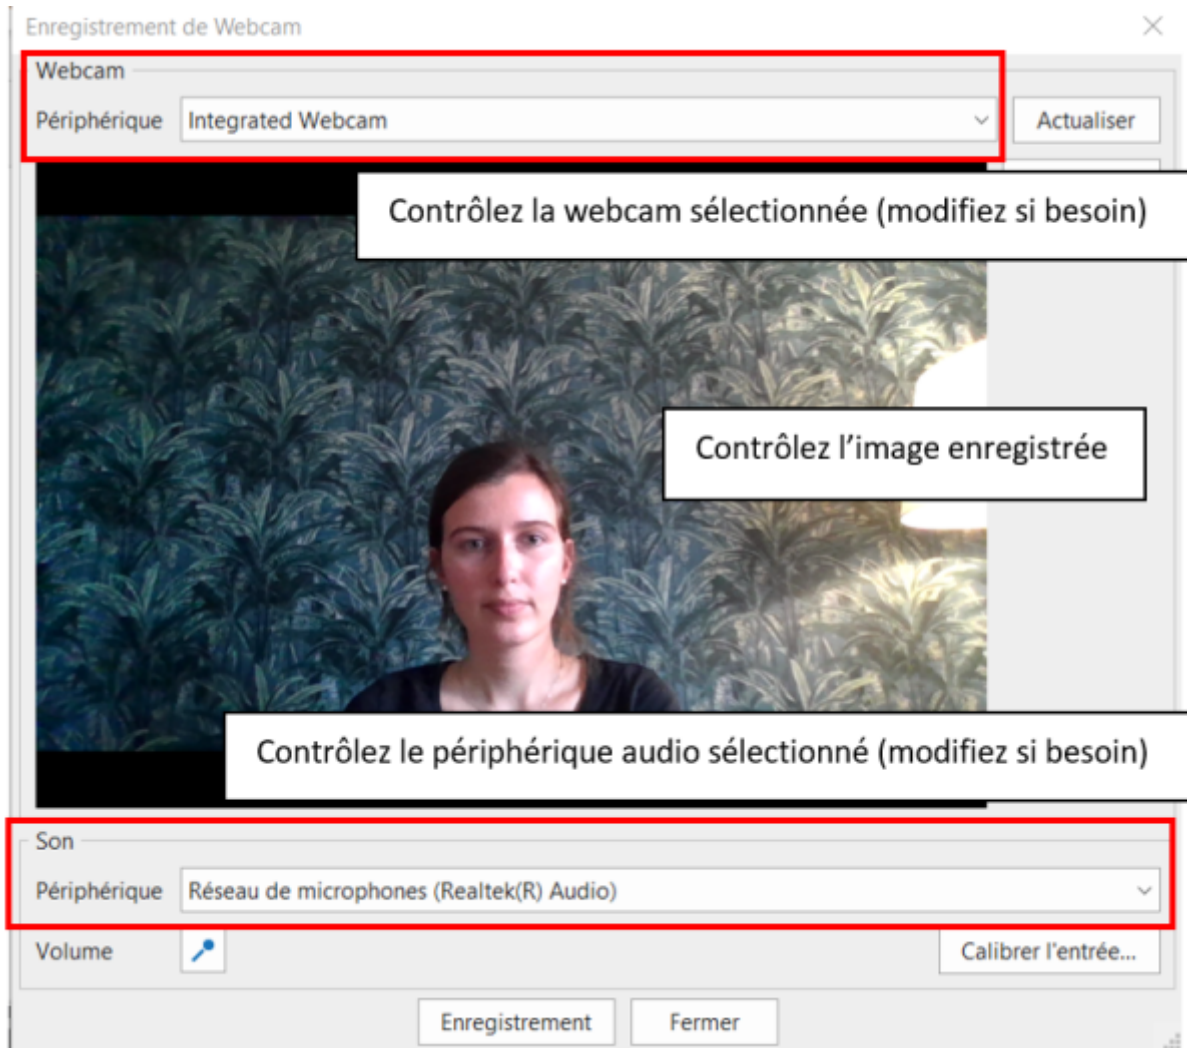 Enregistrement de Webcam
Webcam
Périphérique Integrated Webcam Actualiser
Contrôlez la webcam sélectionnée (modifiez si besoin)
Contrôlez l’image enregistrée
Contrôlez le périphérique audio sélectionné (modifiez si besoin)
Son
Périphérique Réseau de microphones (Realtek(R) Audio)
Volume Calibrer l'entrée...
Enregistrement Fermer